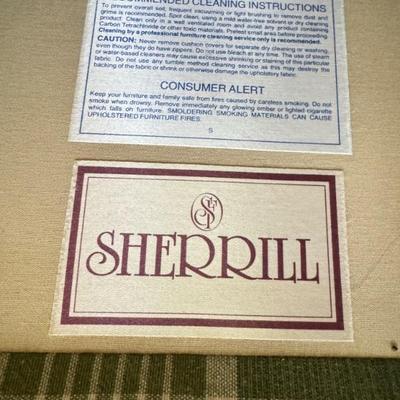 MMENDED CLEANING INSTRUCTIONS
To prevent overall soil, frequent vacuuming or light brushing to remove dust and
grime is recommended. Spot clean, using a mild water-free solvent or dry cleaning
product. Clean only in a well ventilated room and avoid any product containing
Carbon Tetrachloride or other toxic materials. Pretest small area before proceeding.
Cleaning by a professional furniture cleaning service only is recommended.
CAUTION: Never remove cushion covers for separate dry cleaning or washing,
even though they do have zippers. Do not use bleach at any time. The use of steam
or water-based cleaners may cause excessive shrinking or staining of this particular
fabric. Do not use any tumble method cleaning service as this may destroy the
backing of the fabric or shrink or otherwise damage the upholstery fabric.
CONSUMER ALERT
Keep your furniture and family safe from fires caused by careless smoking. Do not
smoke when drowsy. Remove immediately any glowing ember or lighted cigarette
which falls on furniture. SMOLDERING SMOKING MATERIALS CAN CAUSE
UPHOLSTERED FURNITURE FIRES.
S
SHERRILL